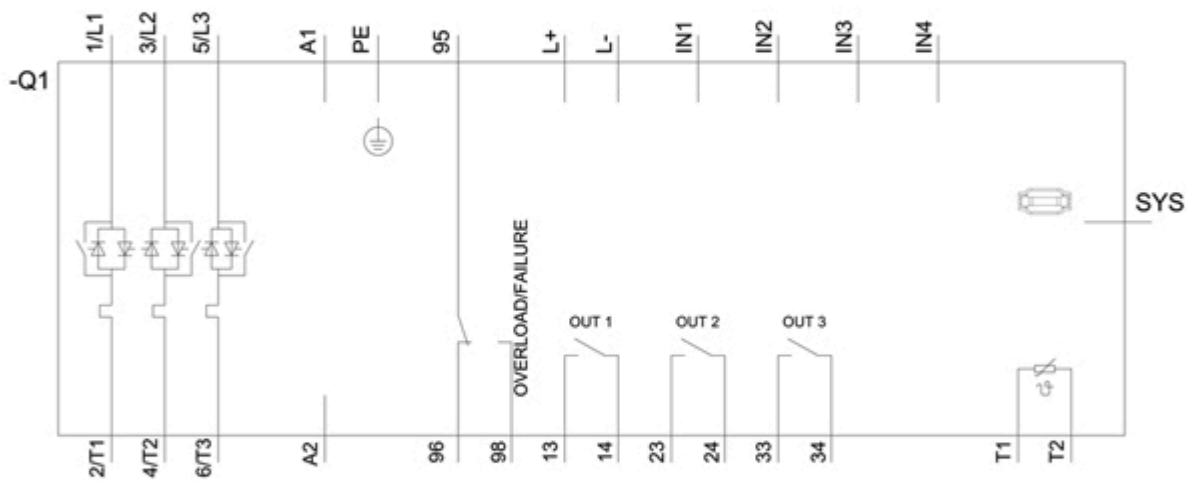 1/L1
3/L2
5/L3
A1
PE
95
L+
L-
IN1
IN2
IN3
IN4
-Q1
SYS
OVERLOAD/FAILURE
OUT 1
OUT 2
OUT 3
ϑ
2/T1
4/T2
6/T3
A2
96
98
13
14
23
24
33
34
T1
T2